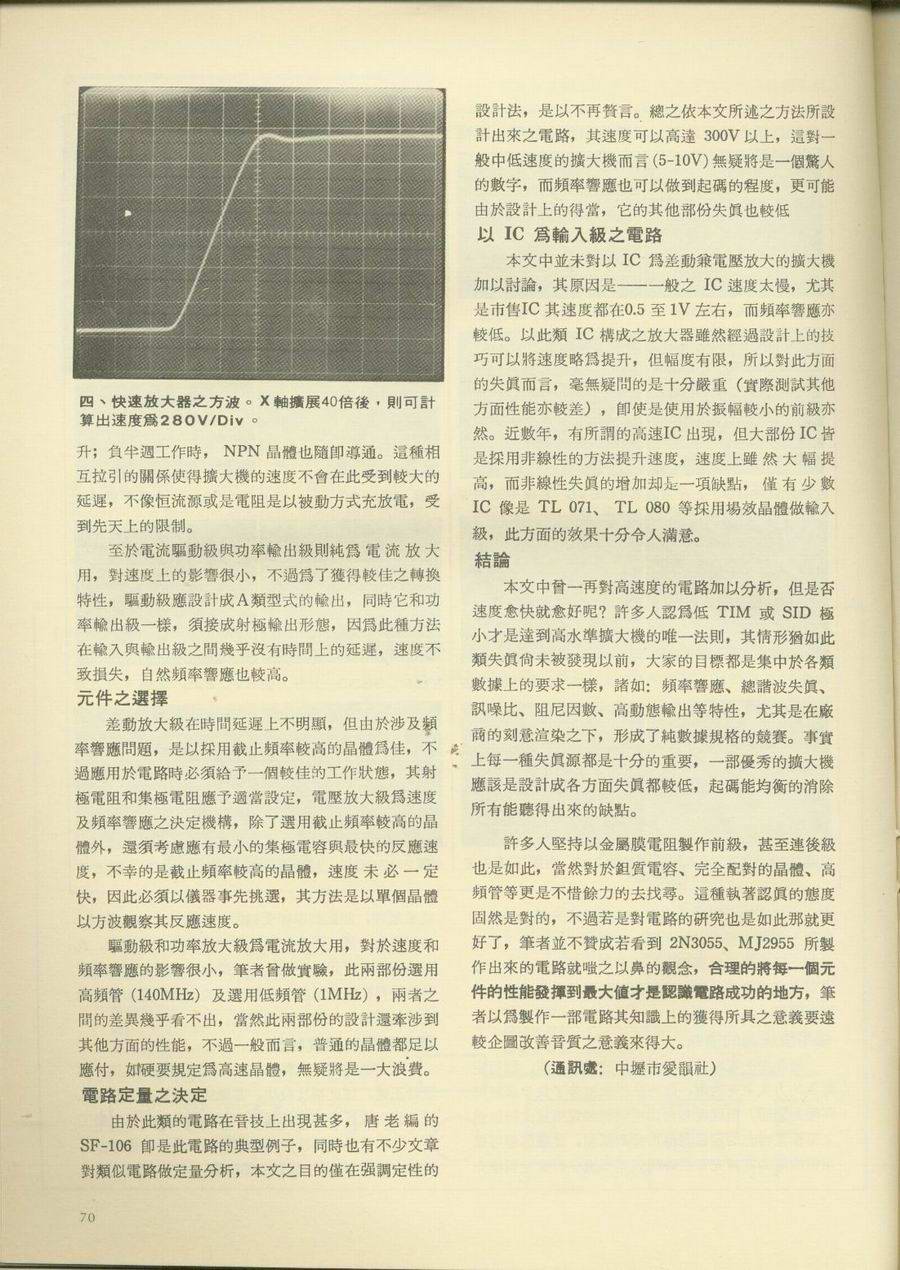 四、快速放大器之方波。X軸擴展40倍後，則可計
算出速度爲280V/Div。
升；負半週工作時， NPN 晶體也隨卽導通。這種相
互拉引的關係使得擴大機的速度不會在此受到較大的
延遲，不像恒流源或是電阻是以被動方式充放電，受
到先天上的限制。
至於電流驅動級與功率輸出級則純爲 電 流 放 大
用，對速度上的影響很小，不過爲了獲得較佳之轉換
特性，驅動級應設計成A類型式的輸出，同時它和功
率輸出級一樣，須接成射極輸出形態，因爲此種方法
在輸入與輸出級之間幾乎沒有時間上的延遲，速度不
致損失，自然頻率響應也較高。
元件之選擇
差動放大級在時間延遲上不明顯，但由於涉及頻
率響應問題，是以採用截止頻率較高的晶體爲佳，不
過應用於電路時必須給予一個較佳的工作狀態，其射
極電阻和集極電阻應予適當設定，電壓放大級爲速度
及頻率響應之決定機構，除了選用截止頻率較高的晶
體外，還須考慮應有最小的集極電容與最快的反應速
度，不幸的是截止頻率較高的晶體，速度 未 必 一 定
快，因此必須以儀器事先挑選，其方法是以單個晶體
以方波觀察其反應速度。
驅動級和功率放大級爲電流放大用，對於速度和
頻率響應的影響很小，筆者曾做實驗，此兩部份選用
高頻管（140MHz） 及選用低頻管（1MHz），兩者之
間的差異幾乎看不出，當然此兩部份的設計還牽涉到
其他方面的性能，不過一般而言，普通的晶體都足以
應付，如硬要規定爲高速晶體，無疑將是一大浪費。
電路定量之決定
由於此類的電路在音技上出現甚多， 唐 老 編 的
SF-106 卽是此電路的典型例子，同時也有不少文章
對類似電路做定量分析，本文之目的僅在强調定性的
70
設計法，是以不再贅言。總之依本文所述之方法所設
計出來之電路，其速度可以高達 300V 以上，這對一
般中低速度的擴大機而言(5-10V)無疑將是一個驚人
的數字，而頻率響應也可以做到起碼的程度，更可能
由於設計上的得當，它的其他部份失眞也較低
以 IC 爲輸入級之電路
本文中並未對以 IC 爲差動兼電壓放大的擴大機
加以討論，其原因是——一般之 IC 速度太慢，尤其
是市售IC 其速度都在0.5 至 1V 左右，而頻率響應亦
較低。以此類 IC 構成之放大器雖然經過設計上的技
巧可以將速度略爲提升，但幅度有限，所以對此方面
的失眞而言，毫無疑問的是十分嚴重（實際測試其他
方面性能亦較差），卽使是使用於振幅較小的前級亦
然。近數年，有所謂的高速IC 出現，但大部份 IC 皆
是採用非線性的方法提升速度，速度上雖 然 大 幅 提
高，而非線性失眞的增加却是一項缺點， 僅 有 少 數
IC 像是 TL 071、 TL 080 等採用場效晶體做輸入
級，此方面的效果十分令人滿意。
結論
本文中曾一再對高速度的電路加以分析，但是否
速度愈快就愈好呢？許多人認爲低 TIM 或 SID 極
小才是達到高水準擴大機的唯一法則，其情形猶如此
類失眞尙未被發現以前，大家的目標都是集中於各類
數據上的要求一樣，諸如：頻率響應、總諧波失眞、
訊噪比、阻尼因數、高動態輸出等特性，尤其是在廠
商的刻意渲染之下，形成了純數據規格的競賽。事實
上每一種失眞源都是十分的重要，一部優秀的擴大機
應該是設計成各方面失眞都較低，起碼能均衡的消除
所有能聽得出來的缺點。
許多人堅持以金屬膜電阻製作前級，甚至連後級
也是如此，當然對於鉭質電容、完全配對的晶體、高
頻管等更是不惜餘力的去找尋。這種執著認眞的態度
固然是對的，不過若是對電路的研究也是如此那就更
好了，筆者並不贊成若看到 2N3055、MJ2955 所製
作出來的電路就嗤之以鼻的觀念，合理的將每一個元
件的性能發揮到最大値才是認識電路成功的地方，筆
者以爲製作一部電路其知識上的獲得所具之意義要遠
較企圖改善音質之意義來得大。
（通訊處：中壢市愛韻社）